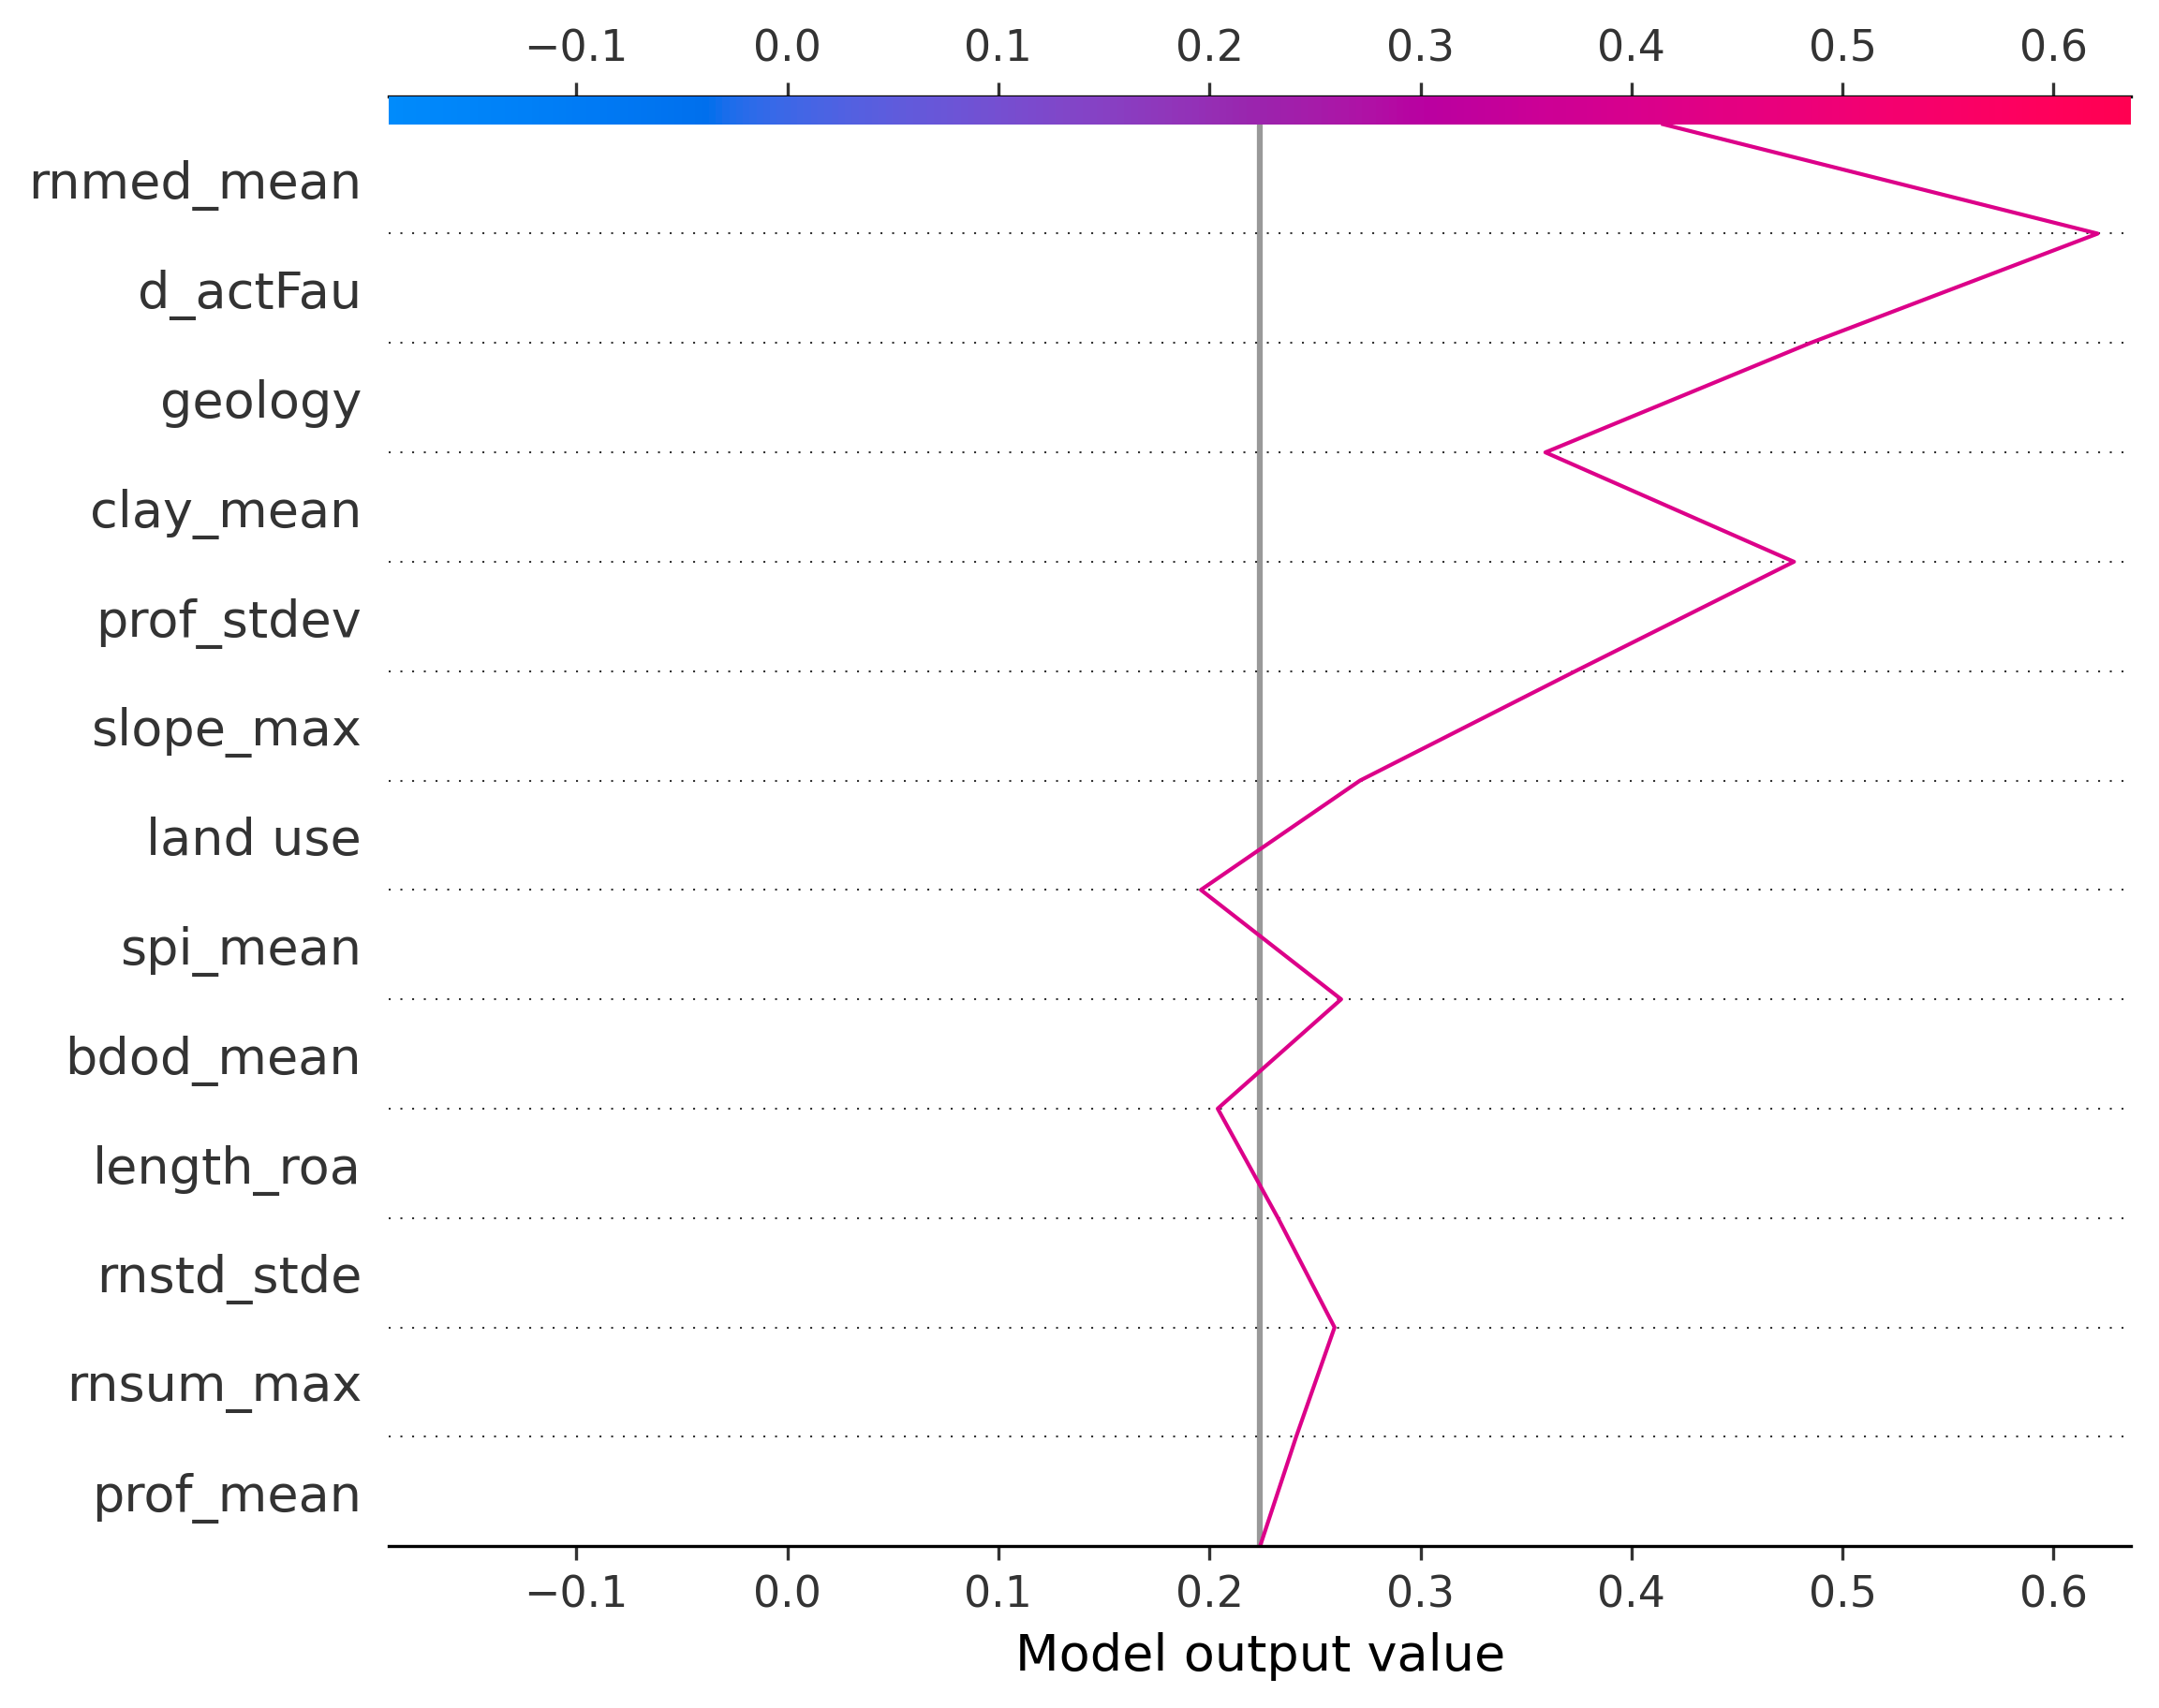 −0.1 0.0 0.1 0.2 0.3 0.4 0.5 0.6
rnmed_mean
d_actFau
geology
clay_mean
prof_stdev
slope_max
land use
spi_mean
bdod_mean
length_roa
rnstd_stde
rnsum_max
prof_mean
−0.1 0.0 0.1 0.2 0.3 0.4 0.5 0.6
Model output value